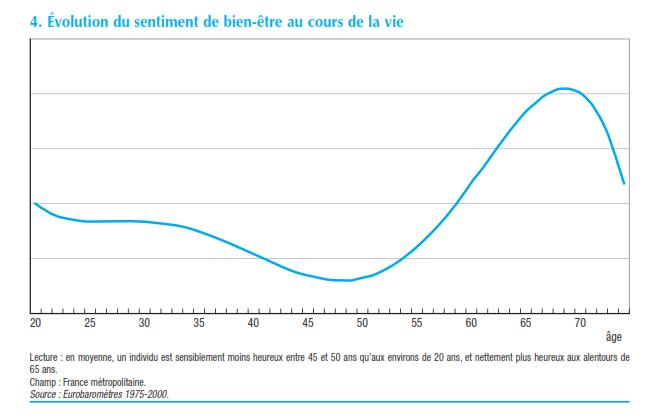 4. Évolution du sentiment de bien-être au cours de la vie
20 25 30 35 40 45 50 55 60 65 70
âge
Lecture : en moyenne, un individu est sensiblement moins heureux entre 45 et 50 ans qu'aux environs de 20 ans, et nettement plus heureux aux alentours de
65 ans.
Champ : France métropolitaine.
Source : Eurobaromètres 1975-2000.